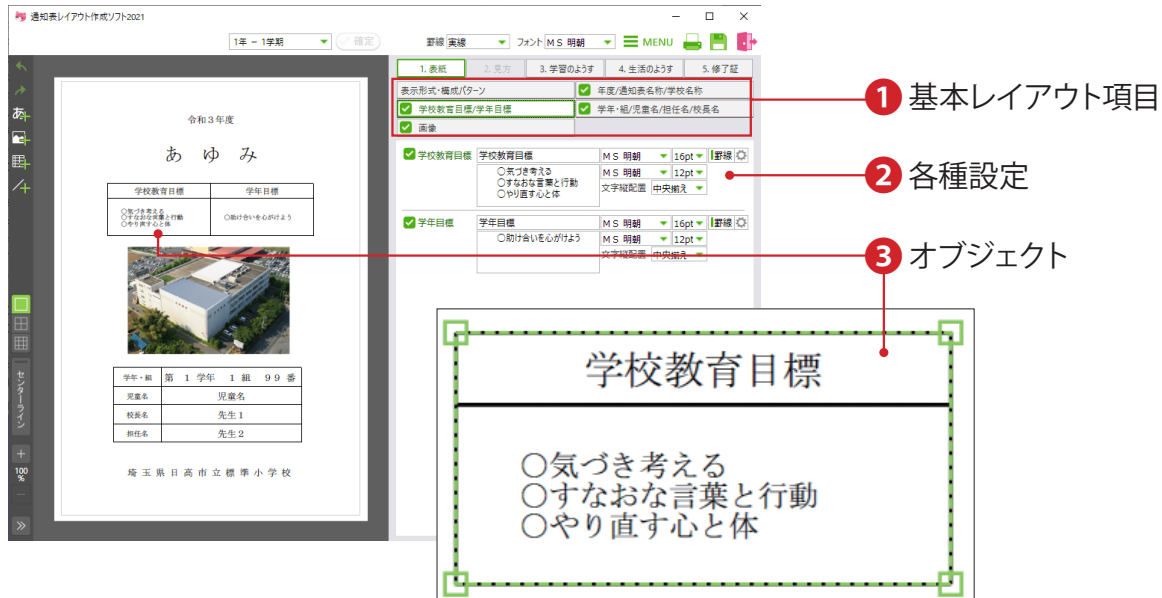 通知表レイアウト作成ソフト2021
1年 − 1学期 確定 罫線 実線 フォント ＭＳ 明朝 MENU
1. 表紙 2. 見方 3. 学習のようす 4. 生活のようす 5. 修了証
表示形式・構成パターン 年度/通知表名称/学校名称
学校教育目標/学年目標 学年・組/児童名/担任名/校長名
画像
1 基本レイアウト項目
学校教育目標 学校教育目標 ＭＳ 明朝 16pt 罫線
○気づき考える ＭＳ 明朝 12pt
○すなおな言葉と行動
○やり直す心と体 文字縦配置 中央揃え
2 各種設定
学年目標 学年目標 ＭＳ 明朝 16pt 罫線
○助け合いを心がけよう ＭＳ 明朝 12pt
文字縦配置 中央揃え
3 オブジェクト
あ
センターライン
100
%
令和３年度
あ ゆ み
学校教育目標 学年目標
○気づき考える
○すなおな言葉と行動
○やり直す心と体
○助け合いを心がけよう
学年・組 第 1 学年 1 組 99 番
児童名 児童名
校長名 先生１
担任名 先生２
埼玉県日高市立標準小学校
学校教育目標
○気づき考える
○すなおな言葉と行動
○やり直す心と体